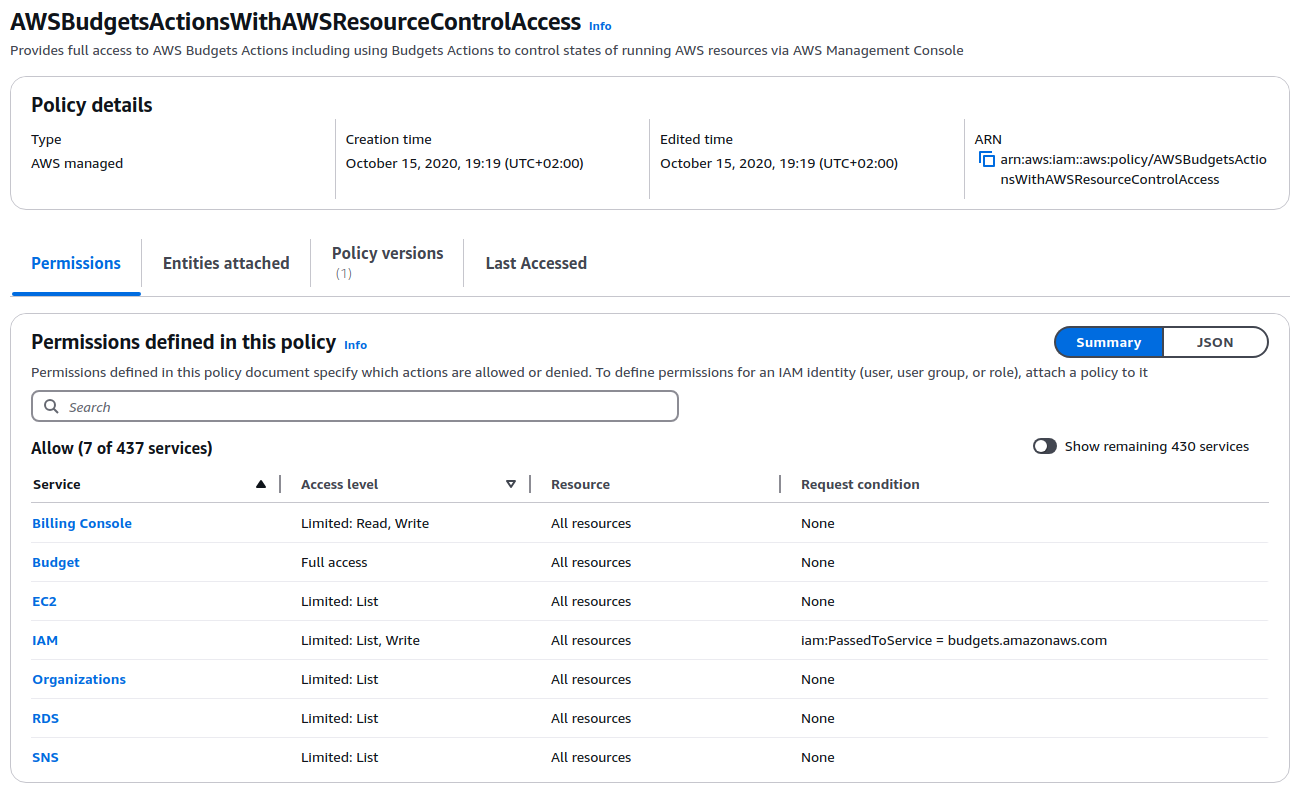 AWSBudgetsActionsWithAWSResourceControlAccess Info
Provides full access to AWS Budgets Actions including using Budgets Actions to control states of running AWS resources via AWS Management Console
Policy details
Type
AWS managed
Creation time
October 15, 2020, 19:19 (UTC+02:00)
Edited time
October 15, 2020, 19:19 (UTC+02:00)
ARN
arn:aws:iam::aws:policy/AWSBudgetsActio
nsWithAWSResourceControlAccess
Permissions
Entities attached
Policy versions
(1)
Last Accessed
Permissions defined in this policy Info
Summary JSON
Permissions defined in this policy document specify which actions are allowed or denied. To define permissions for an IAM identity (user, user group, or role), attach a policy to it
Search
Allow (7 of 437 services)
Show remaining 430 services
Service Access level Resource Request condition
Billing Console Limited: Read, Write All resources None
Budget Full access All resources None
EC2 Limited: List All resources None
IAM Limited: List, Write All resources iam:PassedToService = budgets.amazonaws.com
Organizations Limited: List All resources None
RDS Limited: List All resources None
SNS Limited: List All resources None